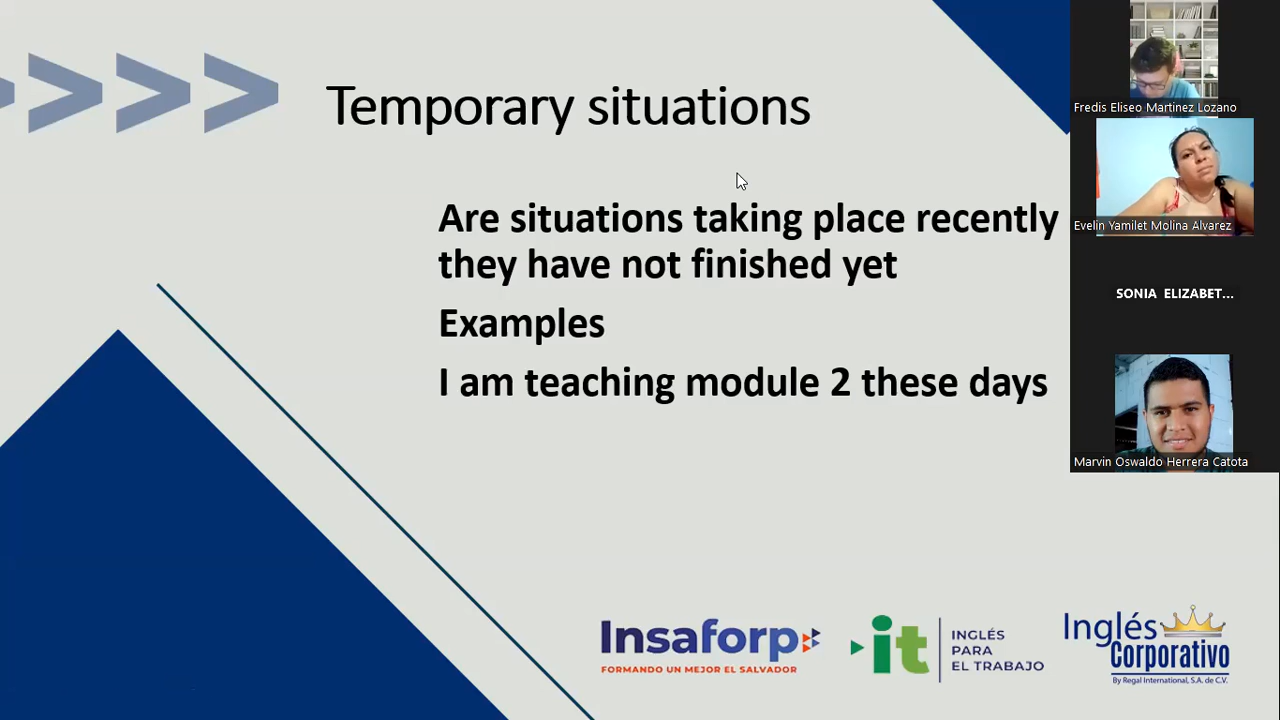 Temporary situations
Are situations taking place recently
they have not finished yet
Examples
I am teaching module 2 these days
Fredis Eliseo Martinez Lozano
Evelin Yamilet Molina Alvarez
SONIA ELIZABET...
Marvin Oswaldo Herrera Catota
Insaforp
FORMANDO UN MEJOR EL SALVADOR
it
INGLÉS
PARA
EL TRABAJO
Inglés
Corporativo
By Regal International, S.A. de C.V.